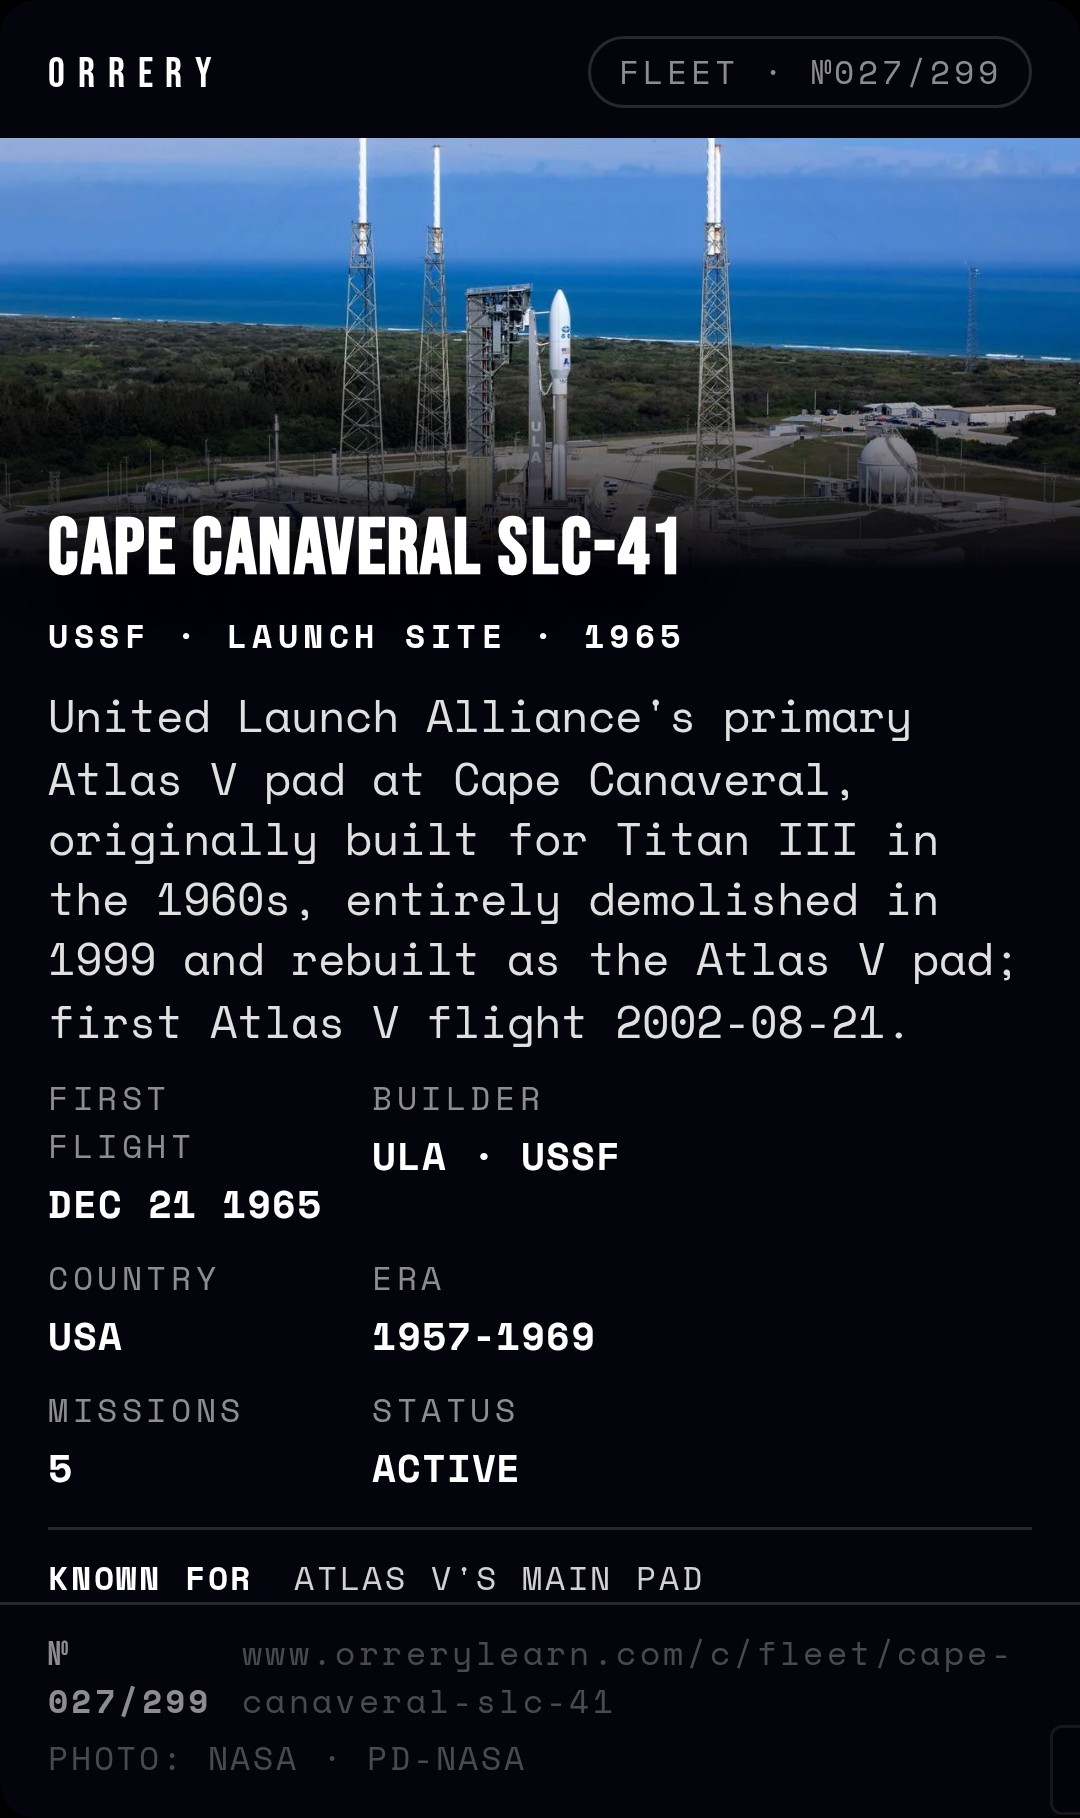 ORRERY
FLEET · №027/299
ULA
CAPE CANAVERAL SLC-41
USSF · LAUNCH SITE · 1965
United Launch Alliance's primary
Atlas V pad at Cape Canaveral,
originally built for Titan III in
the 1960s, entirely demolished in
1999 and rebuilt as the Atlas V pad;
first Atlas V flight 2002-08-21.
FIRST
FLIGHT
DEC 21 1965
BUILDER
ULA · USSF
COUNTRY
USA
ERA
1957-1969
MISSIONS
5
STATUS
ACTIVE
KNOWN FOR ATLAS V'S MAIN PAD
№
027/299
www.orrerylearn.com/c/fleet/cape-
canaveral-slc-41
PHOTO: NASA · PD-NASA